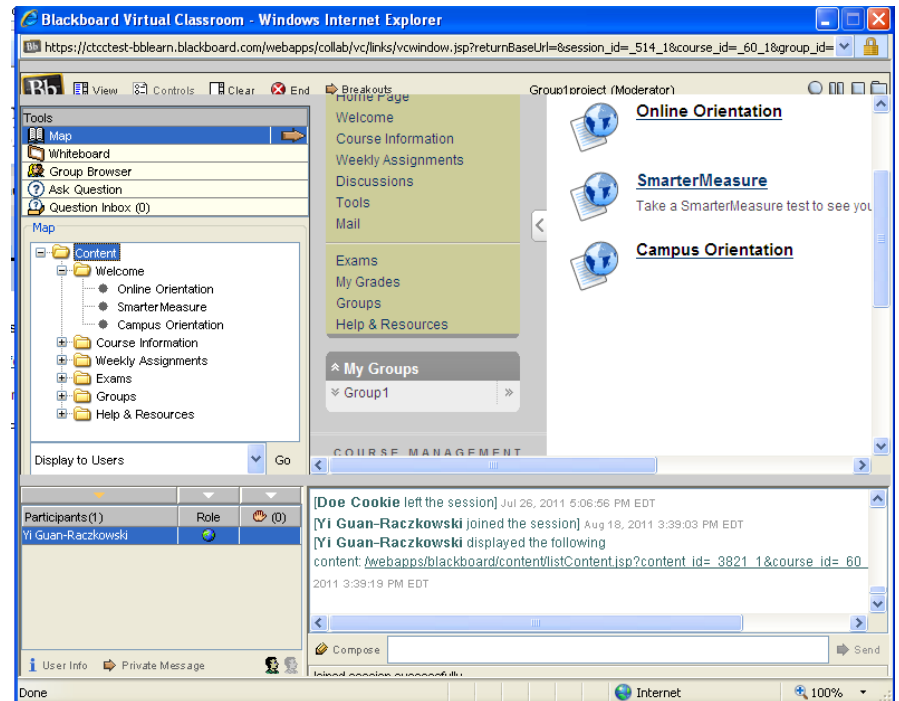 Blackboard Virtual Classroom - Windows Internet Explorer
https://ctcctest-bblearn.blackboard.com/webapps/collab/vc/links/vcwindow.jsp?returnBaseUrl=&session_id=_514_1&course_id=_60_1&group_id=
Bb View Controls Clear End Breakouts Group1project (Moderator)
Tools
Map
Whiteboard
Group Browser
Ask Question
Question Inbox (0)
Map
Content
Welcome
Online Orientation
SmarterMeasure
Campus Orientation
Course Information
Weekly Assignments
Exams
Groups
Help & Resources
Display to Users Go
Home Page
Welcome
Course Information
Weekly Assignments
Discussions
Tools
Mail
Exams
My Grades
Groups
Help & Resources
My Groups
Group1
COURSE MANAGEMENT
Online Orientation
SmarterMeasure
Take a SmarterMeasure test to see you
Campus Orientation
Participants(1) Role (0)
Yi Guan-Raczkowski
User Info Private Message
[Doe Cookie left the session] Jul 26, 2011 5:06:56 PM EDT
[Yi Guan-Raczkowski joined the session] Aug 18, 2011 3:39:03 PM EDT
[Yi Guan-Raczkowski displayed the following
content: /webapps/blackboard/content/listContent.jsp?content_id=_3821_1&course_id=_60_
2011 3:39:19 PM EDT
Compose Send
Joined session successfully
Done Internet 100%